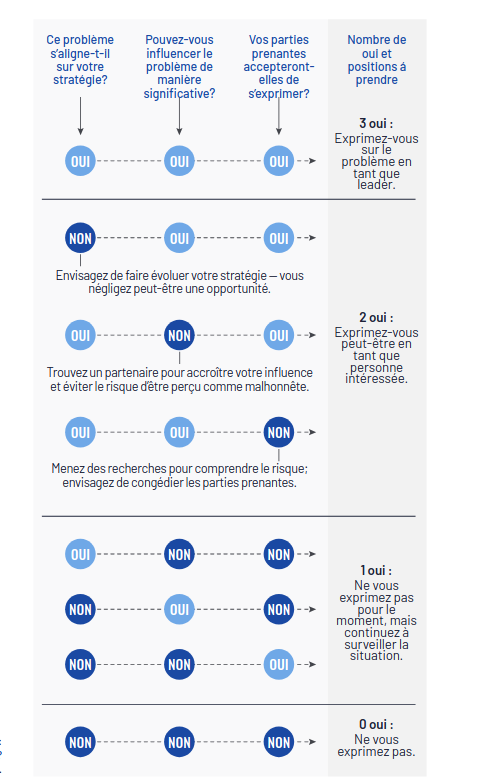 Ce problème
s'aligne-t-il
sur votre
stratégie?
Pouvez-vous
influencer le
problème de
manière
significative?
Vos parties
prenantes
accepteront-
elles de
s'exprimer?
Nombre de
oui et
positions á
prendre
OUI OUI OUI
3 oui :
Exprimez-vous
sur le
problème en
tant que
leader.
NON OUI OUI
Envisagez de faire évoluer votre stratégie — vous
négligez peut-être une opportunité.
OUI NON OUI
Trouvez un partenaire pour accroître votre influence
et éviter le risque d'être perçu comme malhonnête.
OUI OUI NON
Menez des recherches pour comprendre le risque;
envisagez de congédier les parties prenantes.
2 oui :
Exprimez-vous
peut-être en
tant que
personne
intéressée.
OUI NON NON
NON OUI NON
NON NON OUI
1 oui :
Ne vous
exprimez pas
pour le
moment, mais
continuez à
surveiller la
situation.
NON NON NON
0 oui :
Ne vous
exprimez pas.